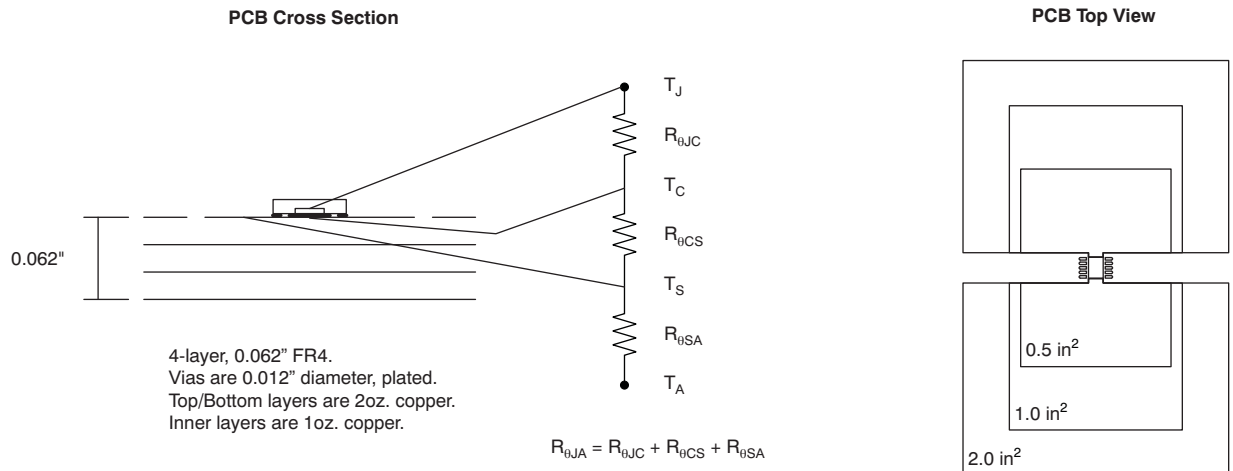 PCB Cross Section
PCB Top View
T_J
R_θJC
T_C
R_θCS
T_S
R_θSA
T_A
0.062"
4-layer, 0.062” FR4.
Vias are 0.012” diameter, plated.
Top/Bottom layers are 2oz. copper.
Inner layers are 1oz. copper.
R_θJA = R_θJC + R_θCS + R_θSA
0.5 in²
1.0 in²
2.0 in²